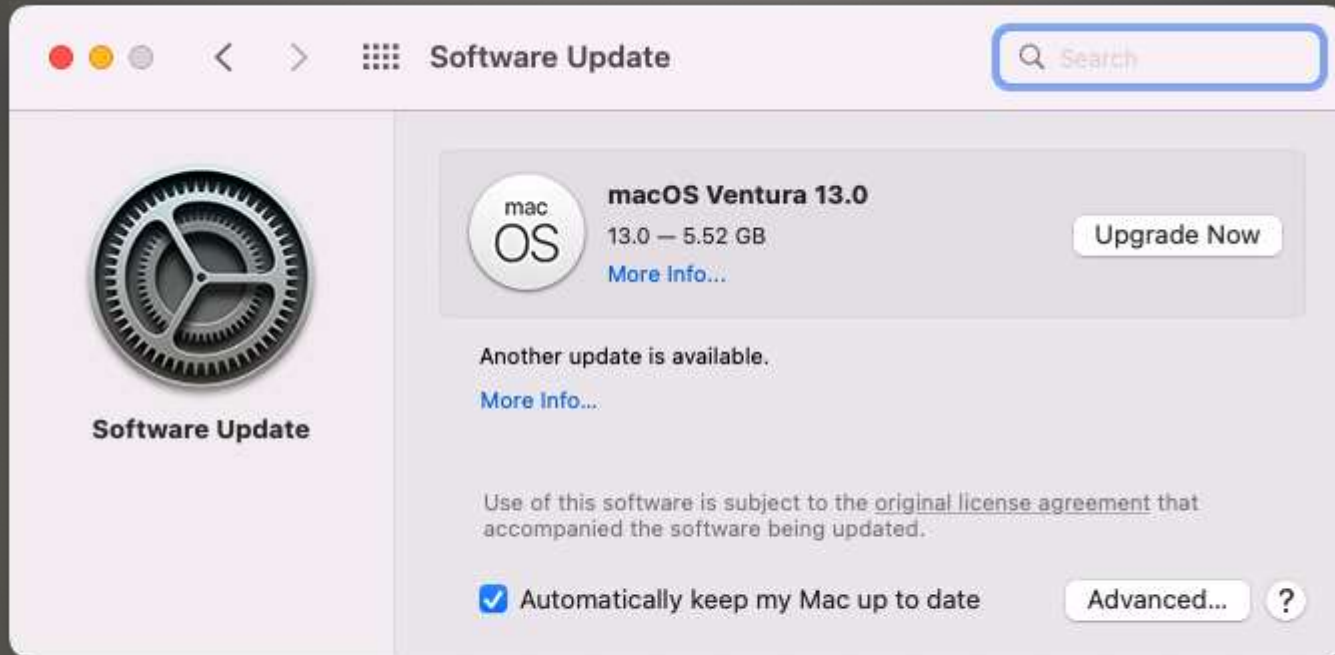 Software Update
Search
mac
OS
macOS Ventura 13.0
13.0 — 5.52 GB
More Info...
Upgrade Now
Another update is available.
More Info...
Software Update
Use of this software is subject to the original license agreement that
accompanied the software being updated.
Automatically keep my Mac up to date
Advanced...
?